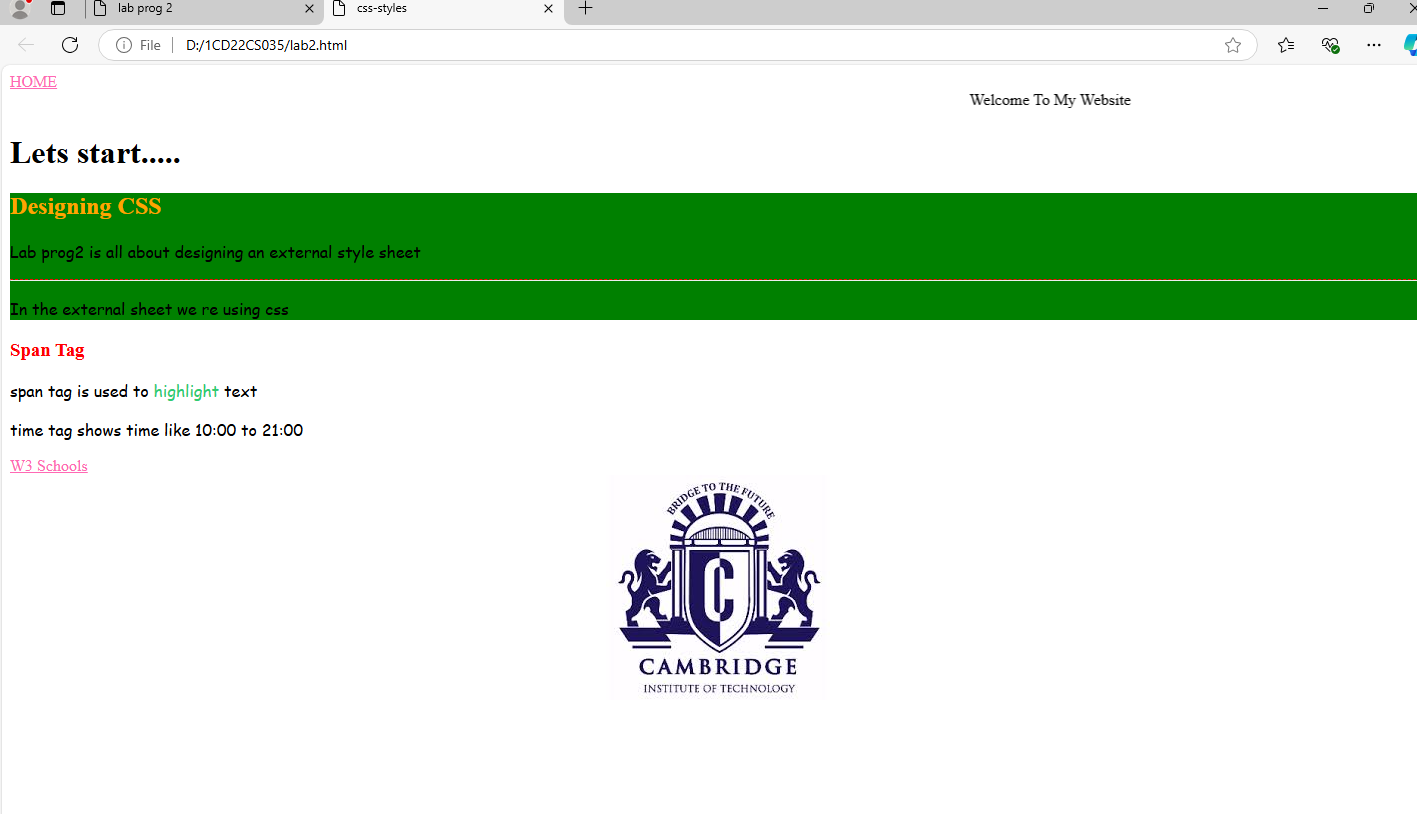 lab prog 2
css-styles
File
D:/1CD22CS035/lab2.html
HOME
Welcome To My Website
Lets start.....
Designing CSS
Lab prog2 is all about designing an external style sheet
In the external sheet we re using css
Span Tag
span tag is used to highlight text
time tag shows time like 10:00 to 21:00
W3 Schools
BRIDGE TO THE FUTURE
C
CAMBRIDGE
INSTITUTE OF TECHNOLOGY